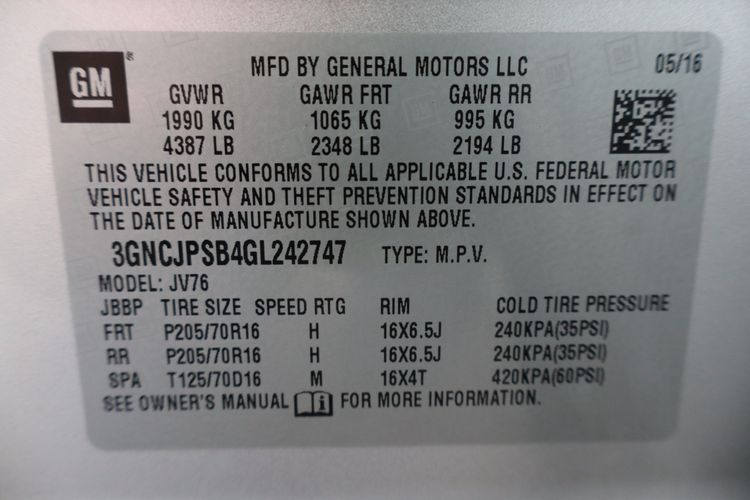 GM ®
MFD BY GENERAL MOTORS LLC 05/16
GVWR GAWR FRT GAWR RR
1990 KG 1065 KG 995 KG
4387 LB 2348 LB 2194 LB
THIS VEHICLE CONFORMS TO ALL APPLICABLE U.S. FEDERAL MOTOR
VEHICLE SAFETY AND THEFT PREVENTION STANDARDS IN EFFECT ON
THE DATE OF MANUFACTURE SHOWN ABOVE.
3GNCJPSB4GL242747 TYPE: M.P.V.
MODEL: JV76
JBBP TIRE SIZE SPEED RTG RIM COLD TIRE PRESSURE
FRT P205/70R16 H 16X6.5J 240KPA(35PSI)
RR P205/70R16 H 16X6.5J 240KPA(35PSI)
SPA T125/70D16 M 16X4T 420KPA(60PSI)
SEE OWNER'S MANUAL i FOR MORE INFORMATION.